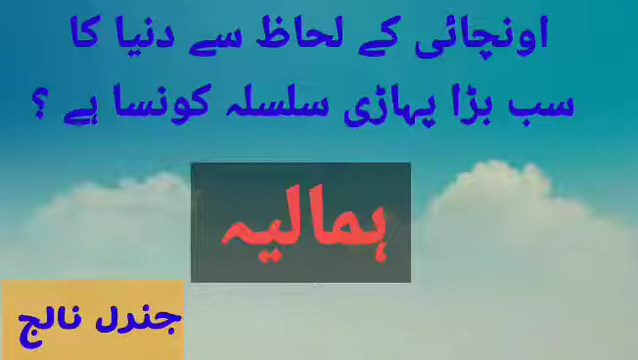 اونچائی کے لحاظ سے دنیا کا
سب بڑا پہاڑی سلسلہ کونسا ہے ؟
ہمالیہ
جنرل نالج